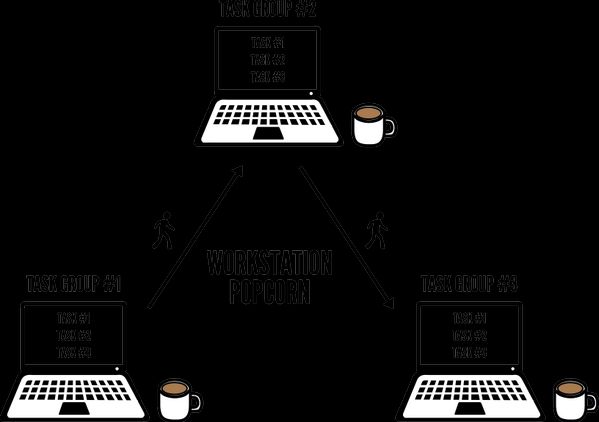 TASK GROUP #2
TASK #1
TASK #2
TASK #3
WORKSTATION
POPCORN
TASK GROUP #1
TASK #1
TASK #2
TASK #3
TASK GROUP #3
TASK #1
TASK #2
TASK #3